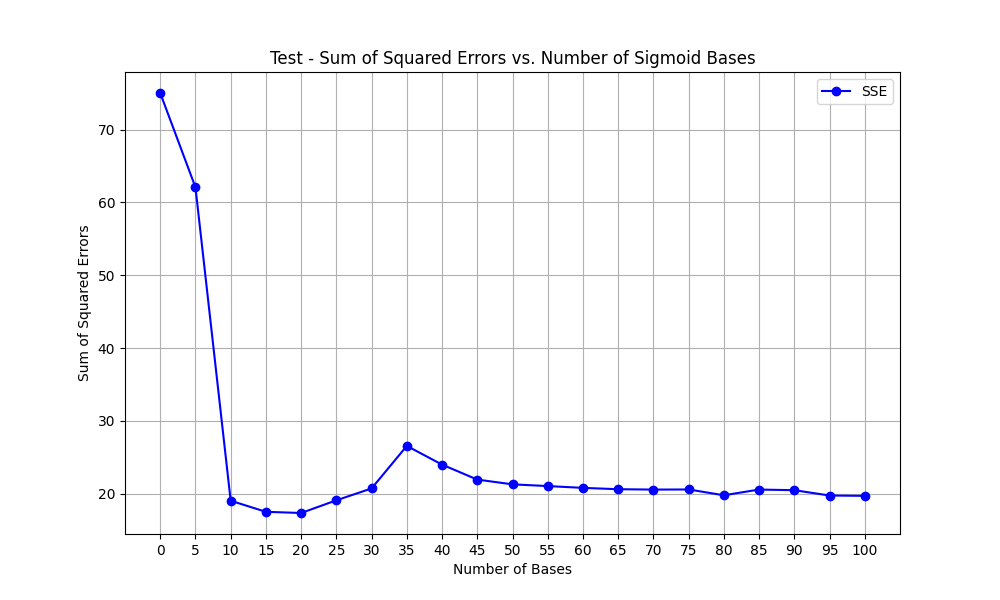 Test - Sum of Squared Errors vs. Number of Sigmoid Bases
SSE
70
60
50
40
30
20
Sum of Squared Errors
0 5 10 15 20 25 30 35 40 45 50 55 60 65 70 75 80 85 90 95 100
Number of Bases